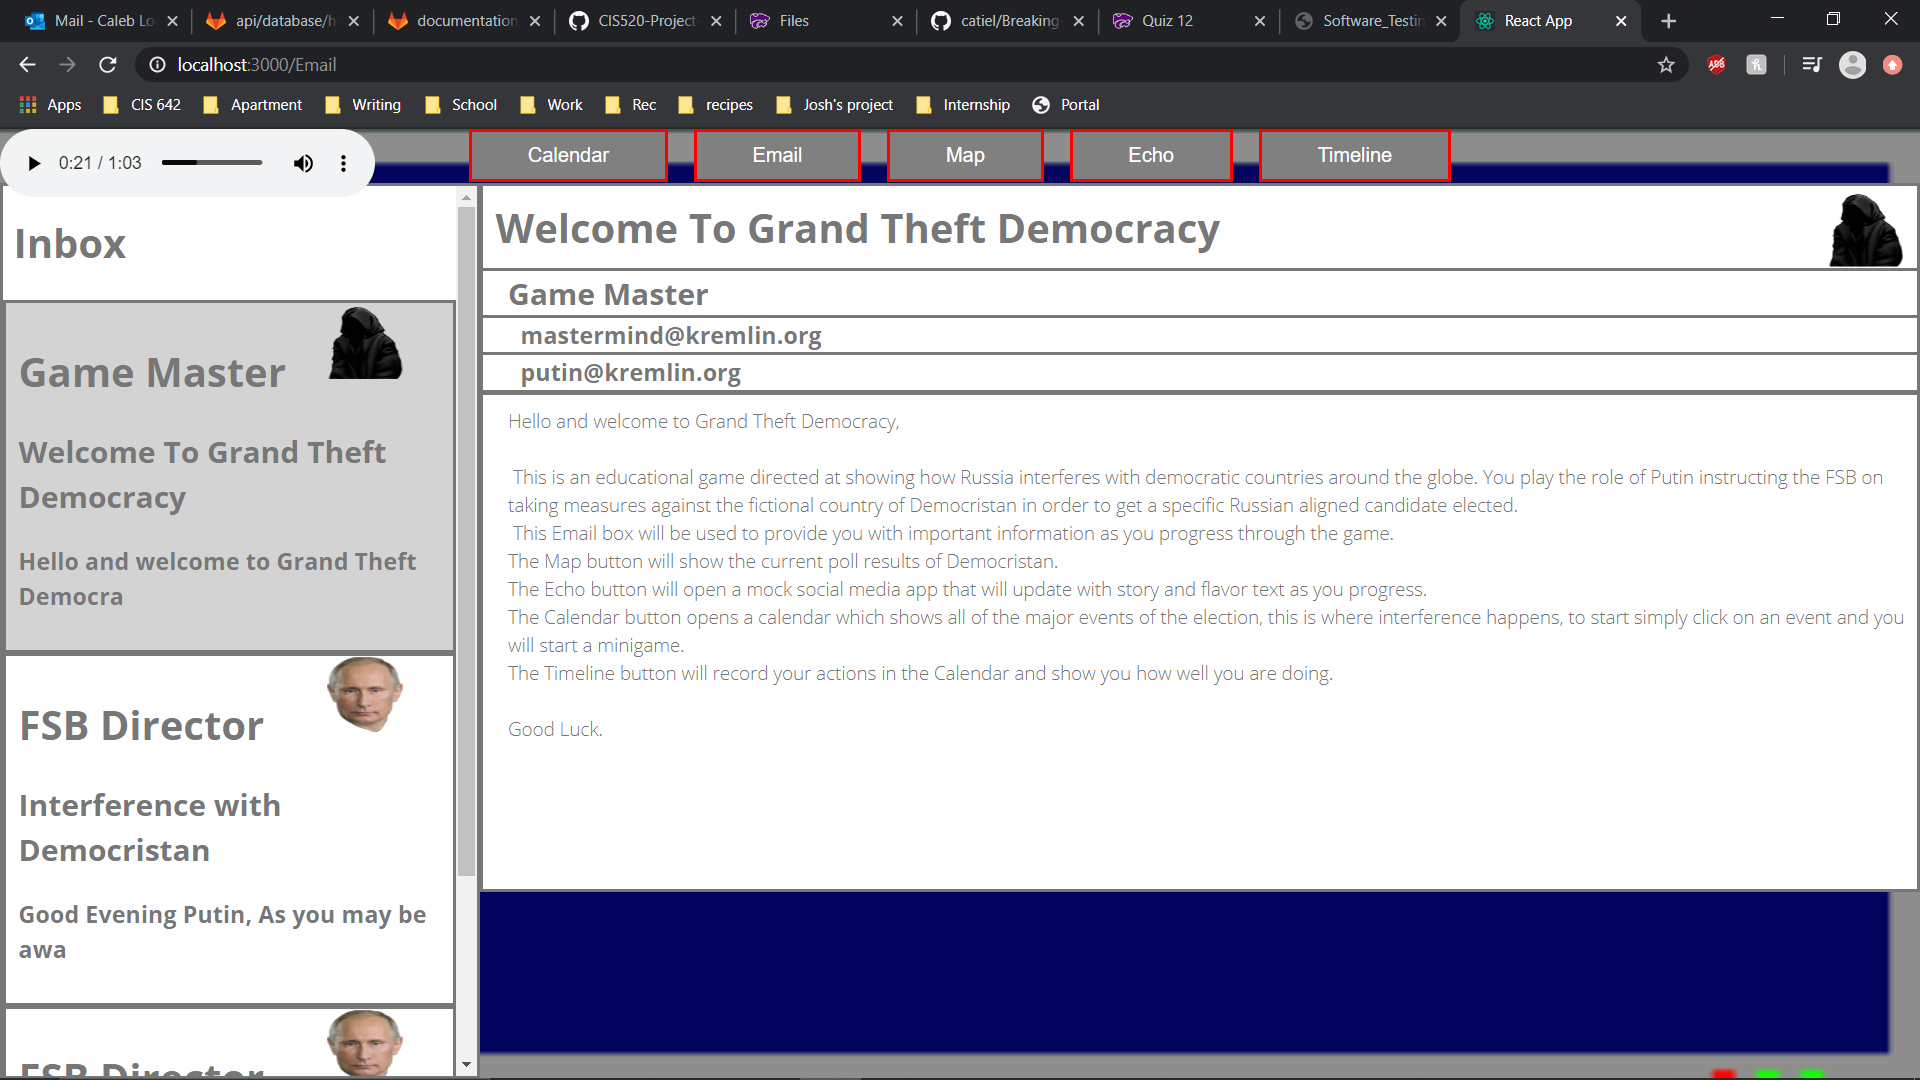 Mail - Caleb Lo
api/database/h
documentation
CIS520-Project
Files
catiel/Breaking
Quiz 12
Software_Testin
React App
localhost:3000/Email
Apps
CIS 642
Apartment
Writing
School
Work
Rec
recipes
Josh's project
Internship
Portal
0:21 / 1:03
Calendar
Email
Map
Echo
Timeline
Inbox
Game Master
Welcome To Grand Theft
Democracy
Hello and welcome to Grand Theft
Democra
FSB Director
Interference with
Democristan
Good Evening Putin, As you may be
awa
FSB Director
Welcome To Grand Theft Democracy
Game Master
mastermind@kremlin.org
putin@kremlin.org
Hello and welcome to Grand Theft Democracy,
This is an educational game directed at showing how Russia interferes with democratic countries around the globe. You play the role of Putin instructing the FSB on
taking measures against the fictional country of Democristan in order to get a specific Russian aligned candidate elected.
This Email box will be used to provide you with important information as you progress through the game.
The Map button will show the current poll results of Democristan.
The Echo button will open a mock social media app that will update with story and flavor text as you progress.
The Calendar button opens a calendar which shows all of the major events of the election, this is where interference happens, to start simply click on an event and you
will start a minigame.
The Timeline button will record your actions in the Calendar and show you how well you are doing.
Good Luck.